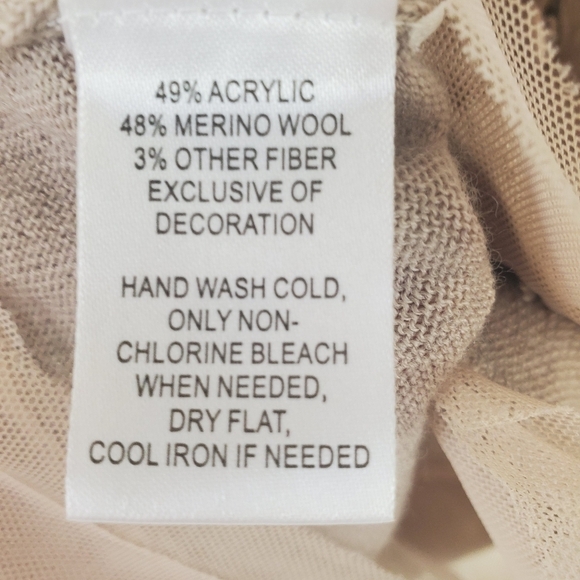 49% ACRYLIC
48% MERINO WOOL
3% OTHER FIBER
EXCLUSIVE OF
DECORATION
HAND WASH COLD,
ONLY NON-
CHLORINE BLEACH
WHEN NEEDED,
DRY FLAT,
COOL IRON IF NEEDED